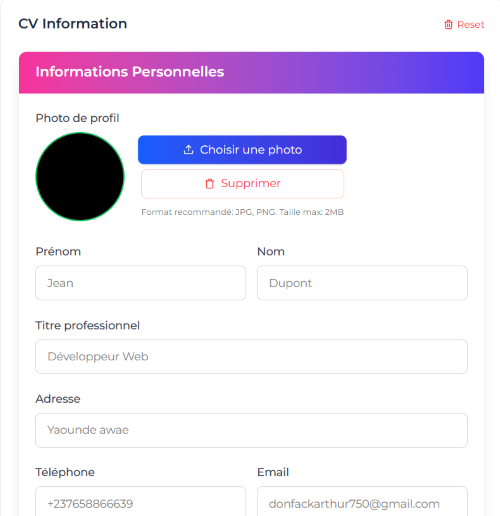 CV Information
Reset
Informations Personnelles
Photo de profil
Choisir une photo
Supprimer
Format recommandé: JPG, PNG. Taille max: 2MB
Prénom Nom
Jean Dupont
Titre professionnel
Développeur Web
Adresse
Yaounde awae
Téléphone Email
+237658866639 donfackarthur750@gmail.com